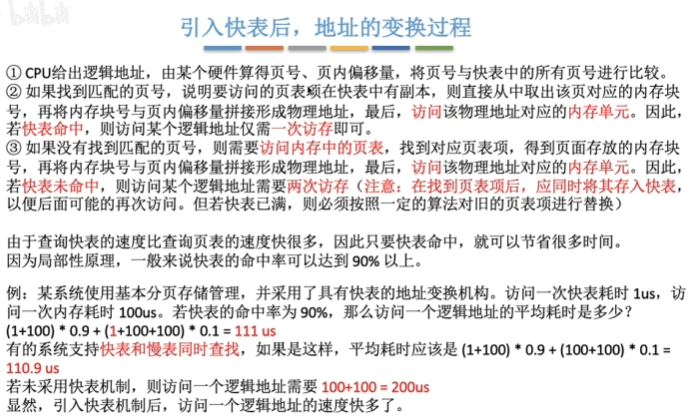 引入快表后，地址的变换过程
① CPU给出逻辑地址，由某个硬件算得页号、页内偏移量，将页号与快表中的所有页号进行比较。
② 如果找到匹配的页号，说明要访问的页表项在快表中有副本，则直接从中取出该页对应的内存块
号，再将内存块号与页内偏移量拼接形成物理地址，最后，访问该物理地址对应的内存单元。因此，
若快表命中，则访问某个逻辑地址仅需一次访存即可。
③ 如果没有找到匹配的页号，则需要访问内存中的页表，找到对应页表项，得到页面存放的内存块
号，再将内存块号与页内偏移量拼接形成物理地址，最后，访问该物理地址对应的内存单元。因此，
若快表未命中，则访问某个逻辑地址需要两次访存（注意：在找到页表项后，应同时将其存入快表，
以便后面可能的再次访问。但若快表已满，则必须按照一定的算法对旧的页表项进行替换）
由于查询快表的速度比查询页表的速度快很多，因此只要快表命中，就可以节省很多时间。
因为局部性原理，一般来说快表的命中率可以达到 90% 以上。
例：某系统使用基本分页存储管理，并采用了具有快表的地址变换机构。访问一次快表耗时 1us，访
问一次内存耗时 100us。若快表的命中率为 90%，那么访问一个逻辑地址的平均耗时是多少？
(1+100) * 0.9 + (1+100+100) * 0.1 = 111 us
有的系统支持快表和慢表同时查找，如果是这样，平均耗时应该是 (1+100) * 0.9 + (100+100) * 0.1 =
110.9 us
若未采用快表机制，则访问一个逻辑地址需要 100+100 = 200us
显然，引入快表机制后，访问一个逻辑地址的速度快多了。